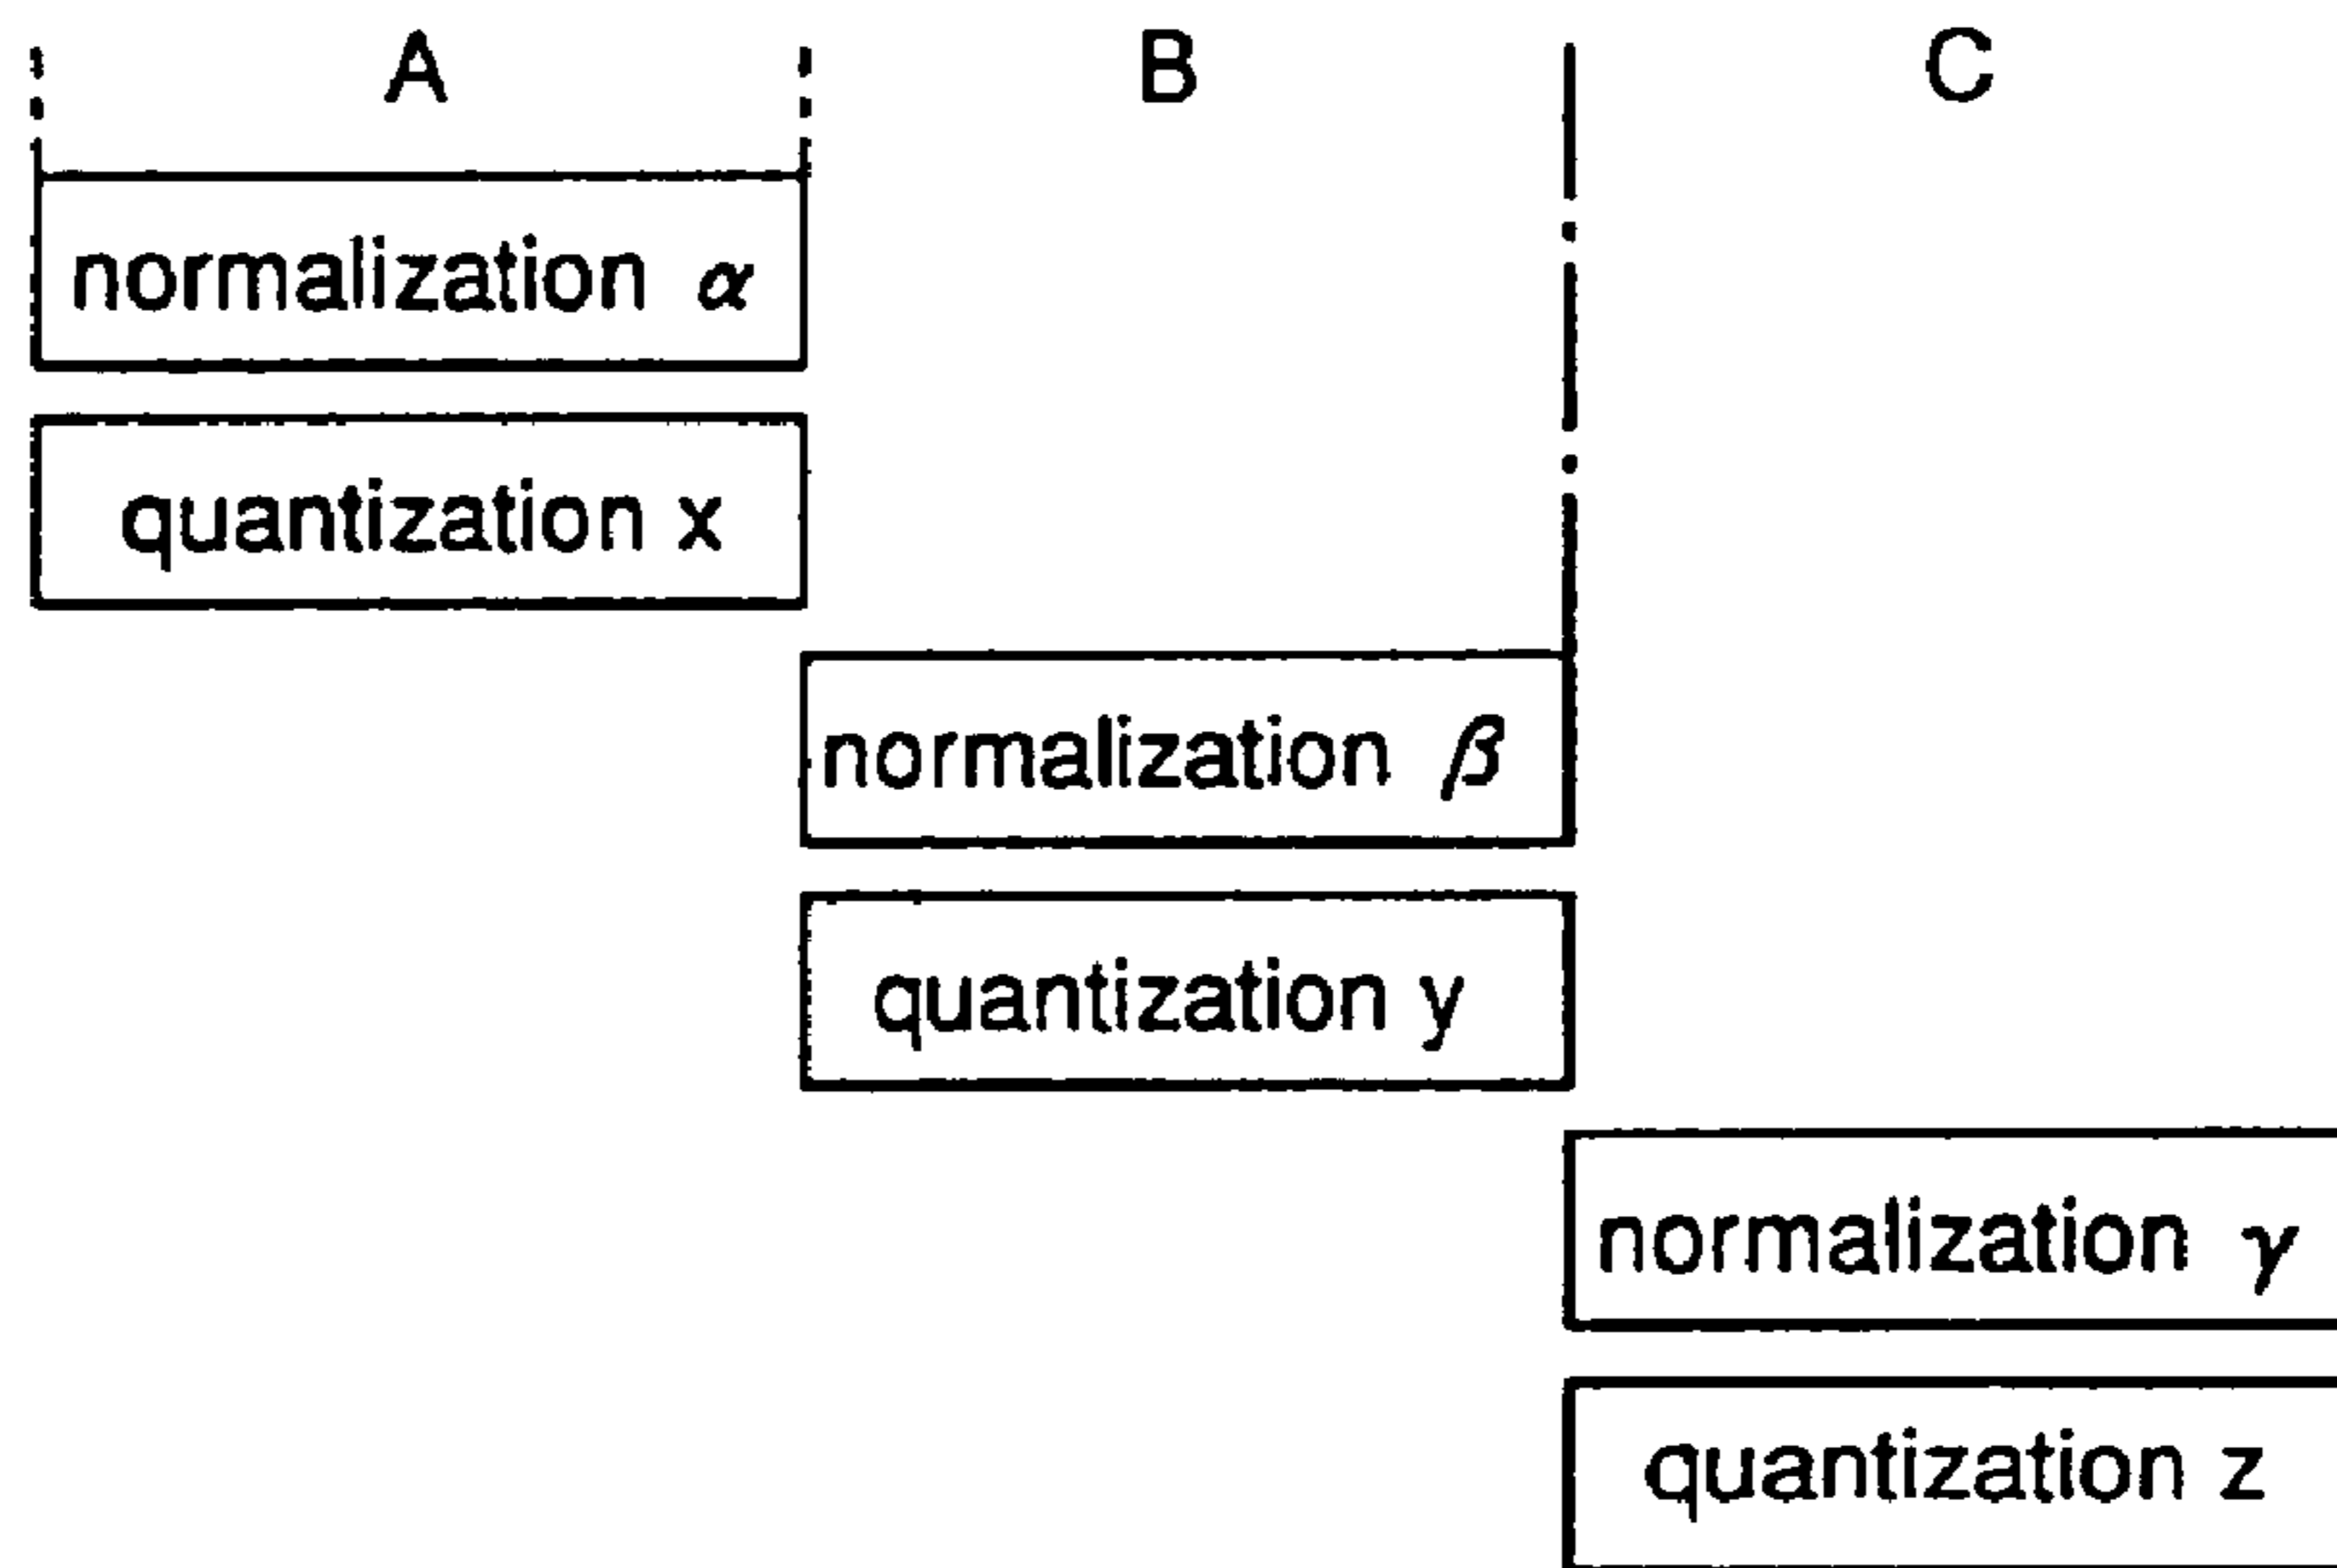 A B C
normalization α
quantization x
normalization β
quantization y
normalization γ
quantization z